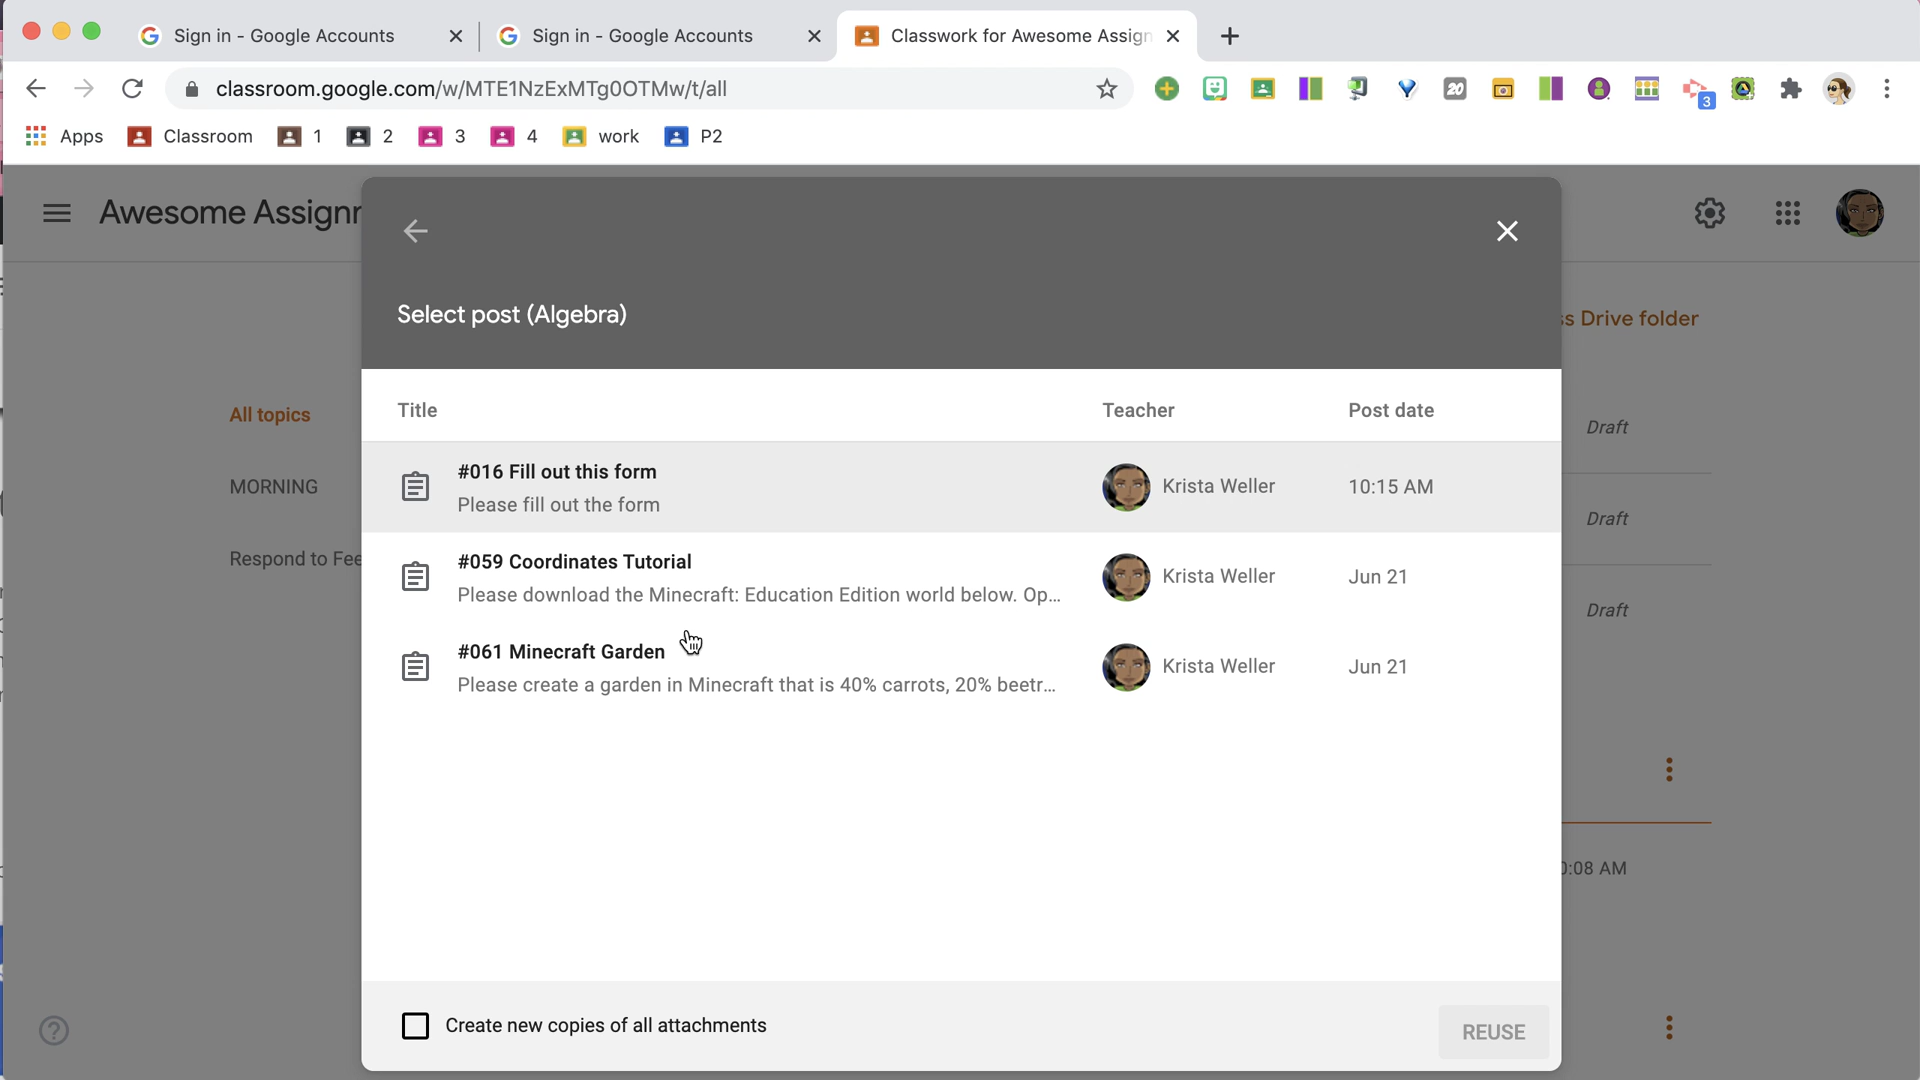 Sign in - Google Accounts
Sign in - Google Accounts
Classwork for Awesome Assign
classroom.google.com/w/MTE1NzExMTg0OTMw/t/all
20
3
Apps
Classroom
1
2
3
4
work
P2
Awesome Assignr
Select post (Algebra)
ss Drive folder
Title
Teacher
Post date
All topics
MORNING
Respond to Fee
Draft
Draft
Draft
#016 Fill out this form
Please fill out the form
Krista Weller
10:15 AM
#059 Coordinates Tutorial
Please download the Minecraft: Education Edition world below. Op...
Krista Weller
Jun 21
#061 Minecraft Garden
Please create a garden in Minecraft that is 40% carrots, 20% beetr...
Krista Weller
Jun 21
0:08 AM
Create new copies of all attachments
REUSE